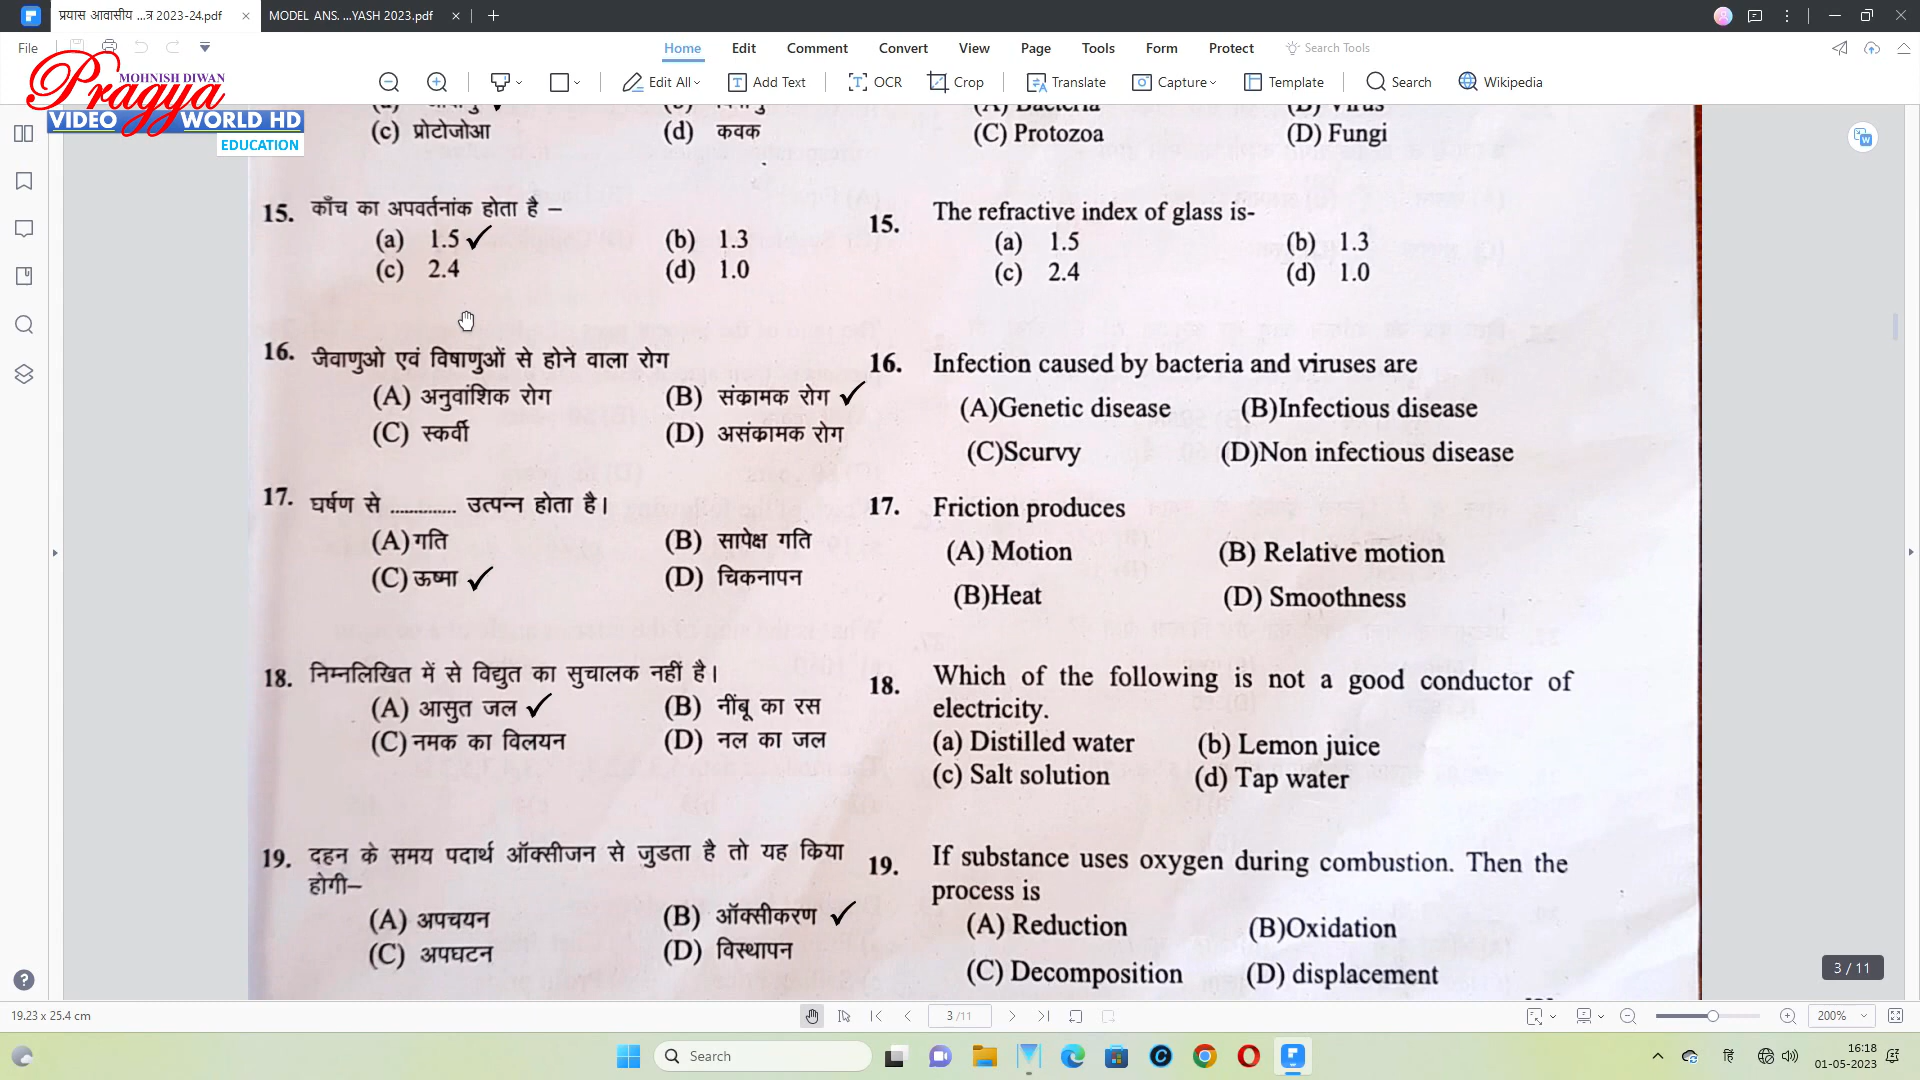 प्रयास आवासीय ...त्र 2023-24.pdf
MODEL ANS. ...YASH 2023.pdf
File
Home Edit Comment Convert View Page Tools Form Protect Search Tools
Edit All Add Text OCR Crop Translate Capture Template Search Wikipedia
MOHNISH DIWAN
Pragya
VIDEO WORLD HD
EDUCATION
(c) प्रोटोजोआ (d) कवक
15. काँच का अपवर्तनांक होता है –
(a) 1.5 ✓ (b) 1.3
(c) 2.4 (d) 1.0
16. जैवाणुओ एवं विषाणुओं से होने वाला रोग
(A) अनुवांशिक रोग (B) संक्रामक रोग ✓
(C) स्कर्वी (D) असंक्रामक रोग
17. घर्षण से ............. उत्पन्न होता है।
(A) गति (B) सापेक्ष गति
(C) ऊष्मा ✓ (D) चिकनापन
18. निम्नलिखित में से विद्युत का सुचालक नहीं है।
(A) आसुत जल ✓ (B) नींबू का रस
(C) नमक का विलयन (D) नल का जल
19. दहन के समय पदार्थ ऑक्सीजन से जुडता है तो यह किया
होगी–
(A) अपचयन (B) ऑक्सीकरण ✓
(C) अपघटन (D) विस्थापन
(A) Bacteria (B) Virus
(C) Protozoa (D) Fungi
15. The refractive index of glass is-
(a) 1.5 (b) 1.3
(c) 2.4 (d) 1.0
16. Infection caused by bacteria and viruses are
(A)Genetic disease (B)Infectious disease
(C)Scurvy (D)Non infectious disease
17. Friction produces
(A) Motion (B) Relative motion
(B)Heat (D) Smoothness
18. Which of the following is not a good conductor of
electricity.
(a) Distilled water (b) Lemon juice
(c) Salt solution (d) Tap water
19. If substance uses oxygen during combustion. Then the
process is
(A) Reduction (B)Oxidation
(C) Decomposition (D) displacement
3 / 11
19.23 x 25.4 cm
3 /11
200%
Search
हिं
16:18
01-05-2023